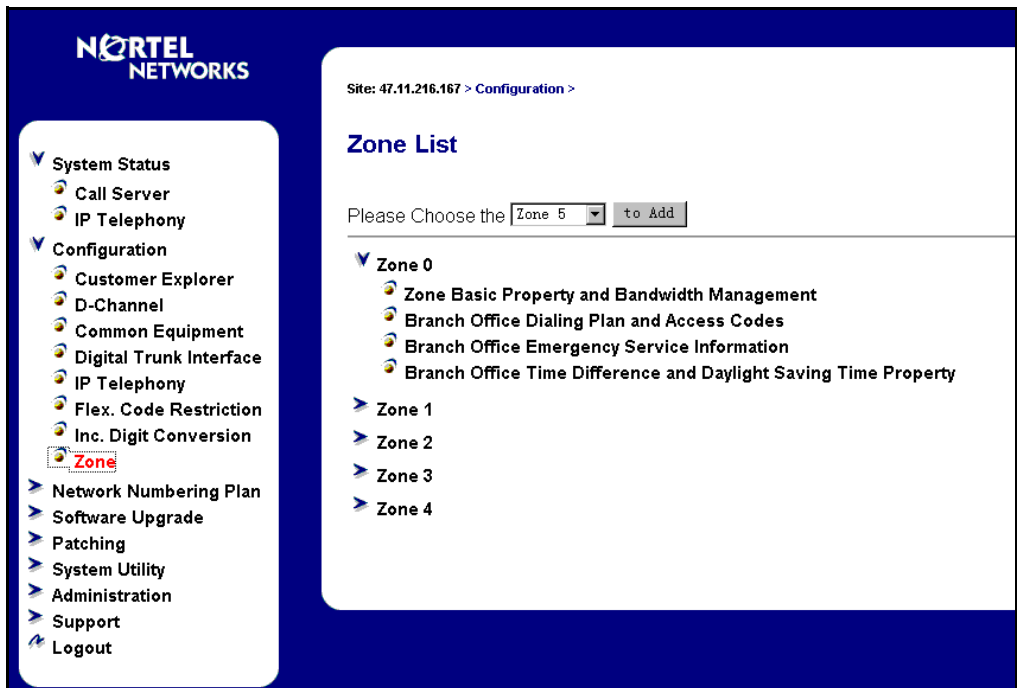 NORTEL
NETWORKS
System Status
Call Server
IP Telephony
Configuration
Customer Explorer
D-Channel
Common Equipment
Digital Trunk Interface
IP Telephony
Flex. Code Restriction
Inc. Digit Conversion
Zone
Network Numbering Plan
Software Upgrade
Patching
System Utility
Administration
Support
Logout
Site: 47.11.216.167 > Configuration >
Zone List
Please Choose the Zone 5 to Add
Zone 0
Zone Basic Property and Bandwidth Management
Branch Office Dialing Plan and Access Codes
Branch Office Emergency Service Information
Branch Office Time Difference and Daylight Saving Time Property
Zone 1
Zone 2
Zone 3
Zone 4